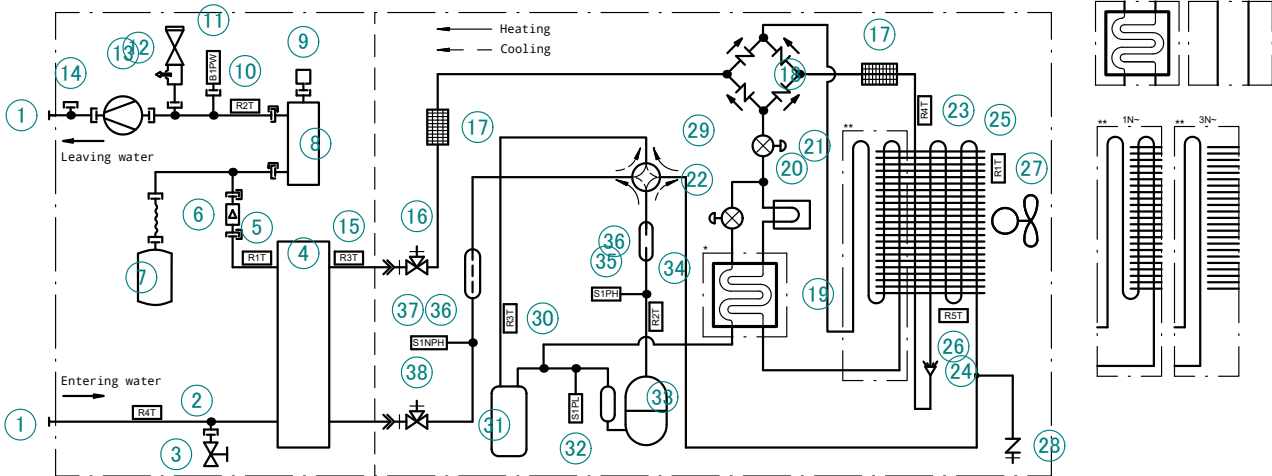 Heating
Cooling
11
13
12
9
14
B1PW
10
R2T
1
17
18
17
R4T
23
25
29
21
20
Leaving water
8
**
**
1N~
**
3N~
R1T
27
22
6
5
15
16
36
35
34
7
4
R1T
R3T
*
19
S1PH
37
36
R3T
30
R2T
R5T
S1NPH
26
24
Entering water
38
R4T
2
33
1
31
S1PL
3
32
28